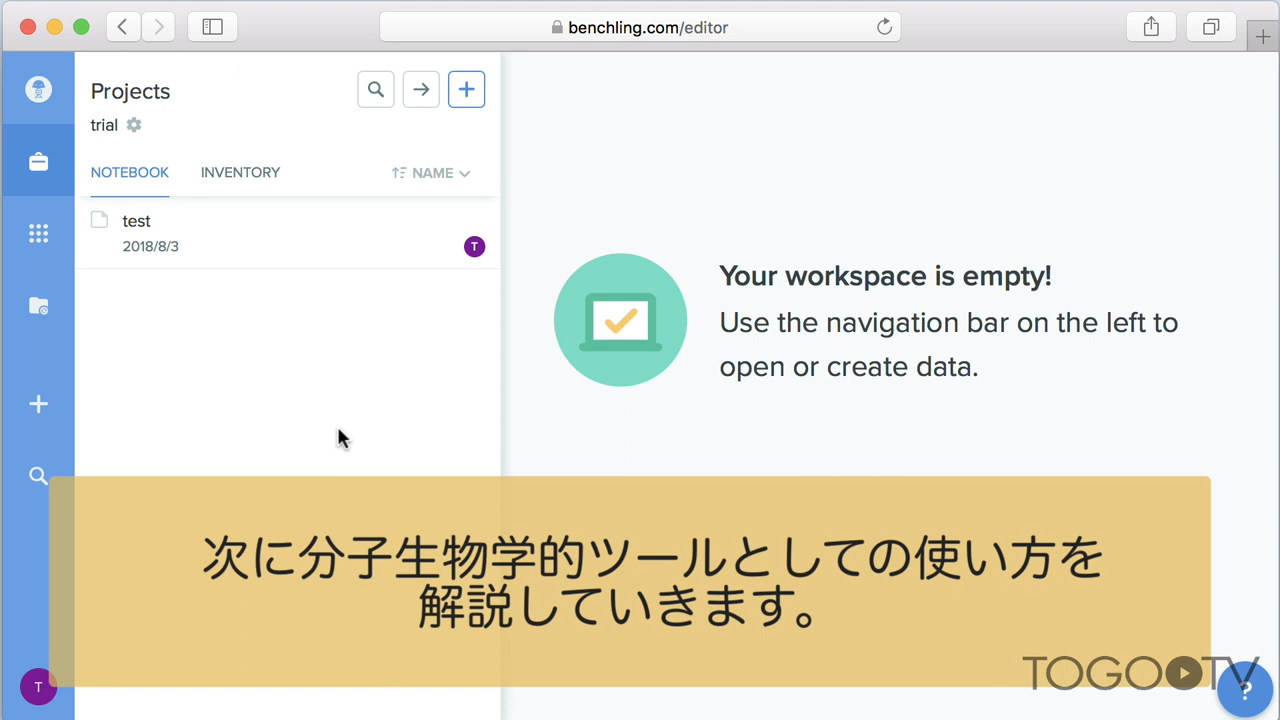 benchling.com/editor
Projects
trial
NOTEBOOK
INVENTORY
NAME
test
2018/8/3
T
Your workspace is empty!
Use the navigation bar on the left to
open or create data.
次に分子生物学的ツールとしての使い方を
解説していきます。
TOGO TV
T
?